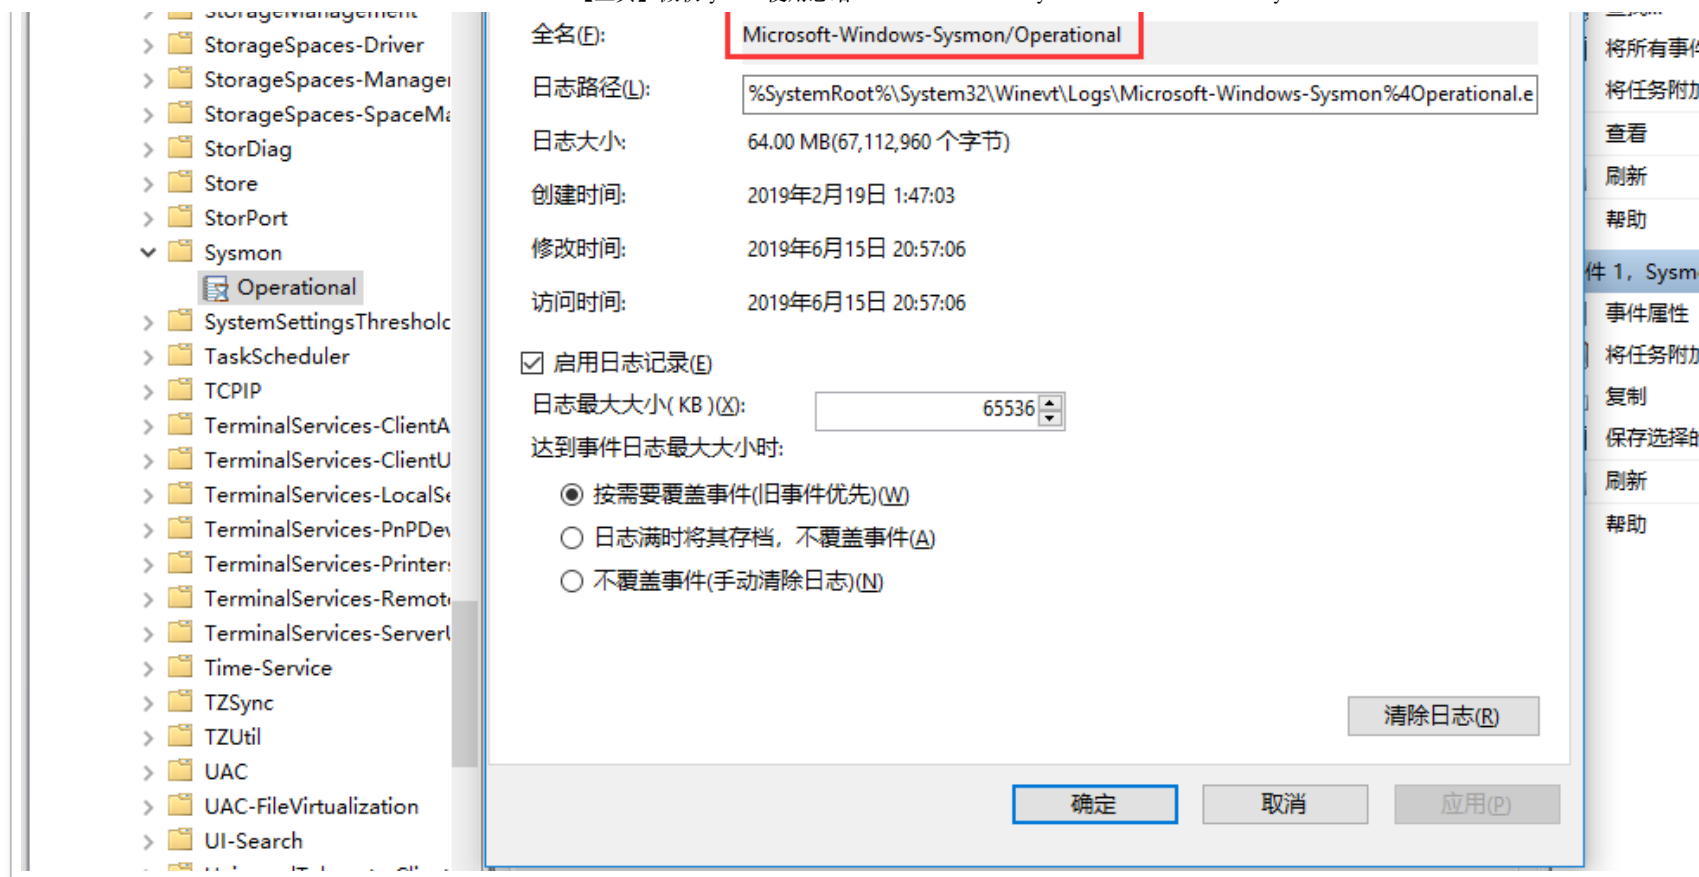 StorageManagement
StorageSpaces-Driver
StorageSpaces-Manager
StorageSpaces-SpaceMa
StorDiag
Store
StorPort
Sysmon
Operational
SystemSettingsThreshold
TaskScheduler
TCPIP
TerminalServices-ClientA
TerminalServices-ClientU
TerminalServices-LocalSe
TerminalServices-PnPDev
TerminalServices-Printers
TerminalServices-Remote
TerminalServices-ServerU
Time-Service
TZSync
TZUtil
UAC
UAC-FileVirtualization
UI-Search
全名(F): Microsoft-Windows-Sysmon/Operational
日志路径(L): %SystemRoot%\System32\Winevt\Logs\Microsoft-Windows-Sysmon%4Operational.e
日志大小: 64.00 MB(67,112,960 个字节)
创建时间: 2019年2月19日 1:47:03
修改时间: 2019年6月15日 20:57:06
访问时间: 2019年6月15日 20:57:06
启用日志记录(E)
日志最大大小( KB )(X): 65536
达到事件日志最大大小时:
按需要覆盖事件(旧事件优先)(W)
日志满时将其存档，不覆盖事件(A)
不覆盖事件(手动清除日志)(N)
清除日志(R)
确定 取消 应用(P)
将所有事件
将任务附加
查看
刷新
帮助
件 1，Sysm
事件属性
将任务附加
复制
保存选择的
刷新
帮助